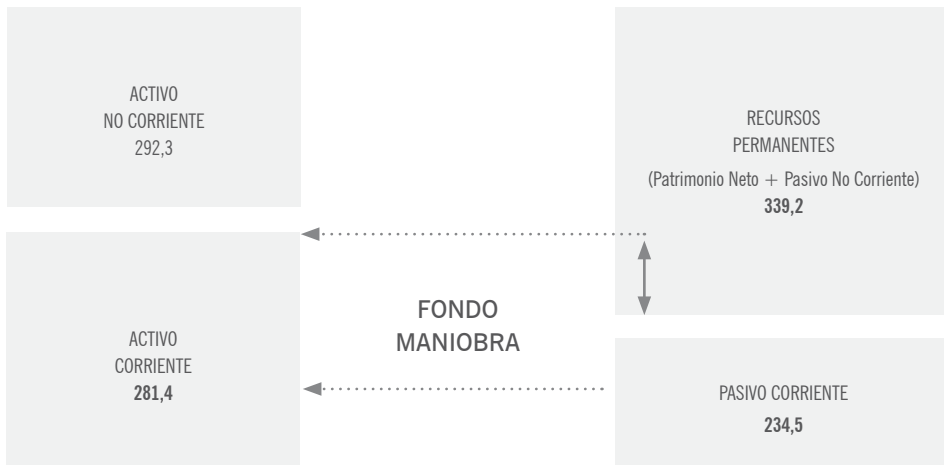 ACTIVO
NO CORRIENTE
292,3
RECURSOS
PERMANENTES
(Patrimonio Neto + Pasivo No Corriente)
339,2
FONDO
MANIOBRA
ACTIVO
CORRIENTE
281,4
PASIVO CORRIENTE
234,5